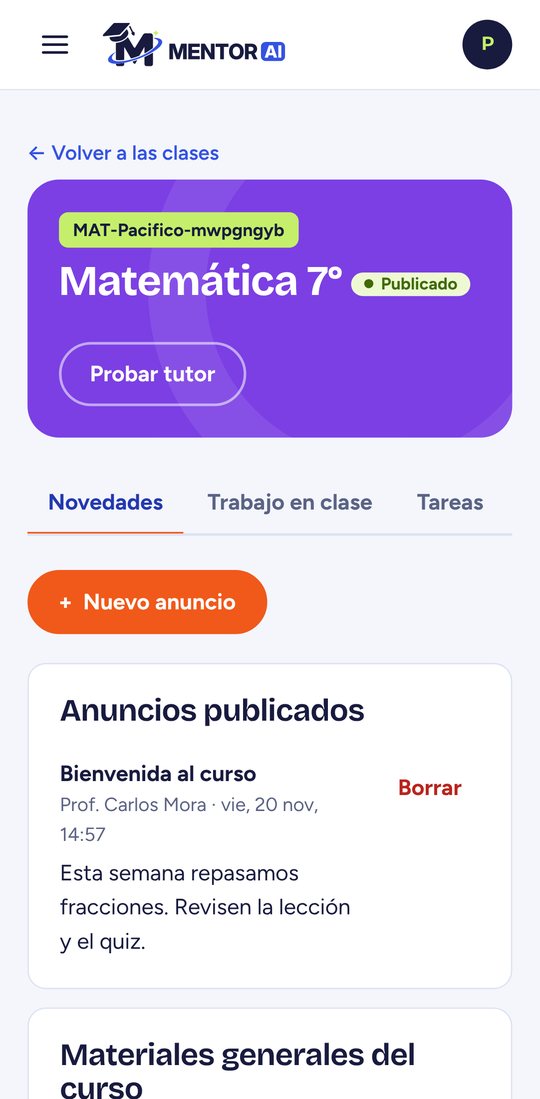 M MENTOR AI
P
← Volver a las clases
MAT-Pacifico-mwpgngyb
Matemática 7° ● Publicado
Probar tutor
Novedades Trabajo en clase Tareas
+ Nuevo anuncio
Anuncios publicados
Bienvenida al curso
Prof. Carlos Mora · vie, 20 nov,
14:57
Borrar
Esta semana repasamos
fracciones. Revisen la lección
y el quiz.
Materiales generales del
curso